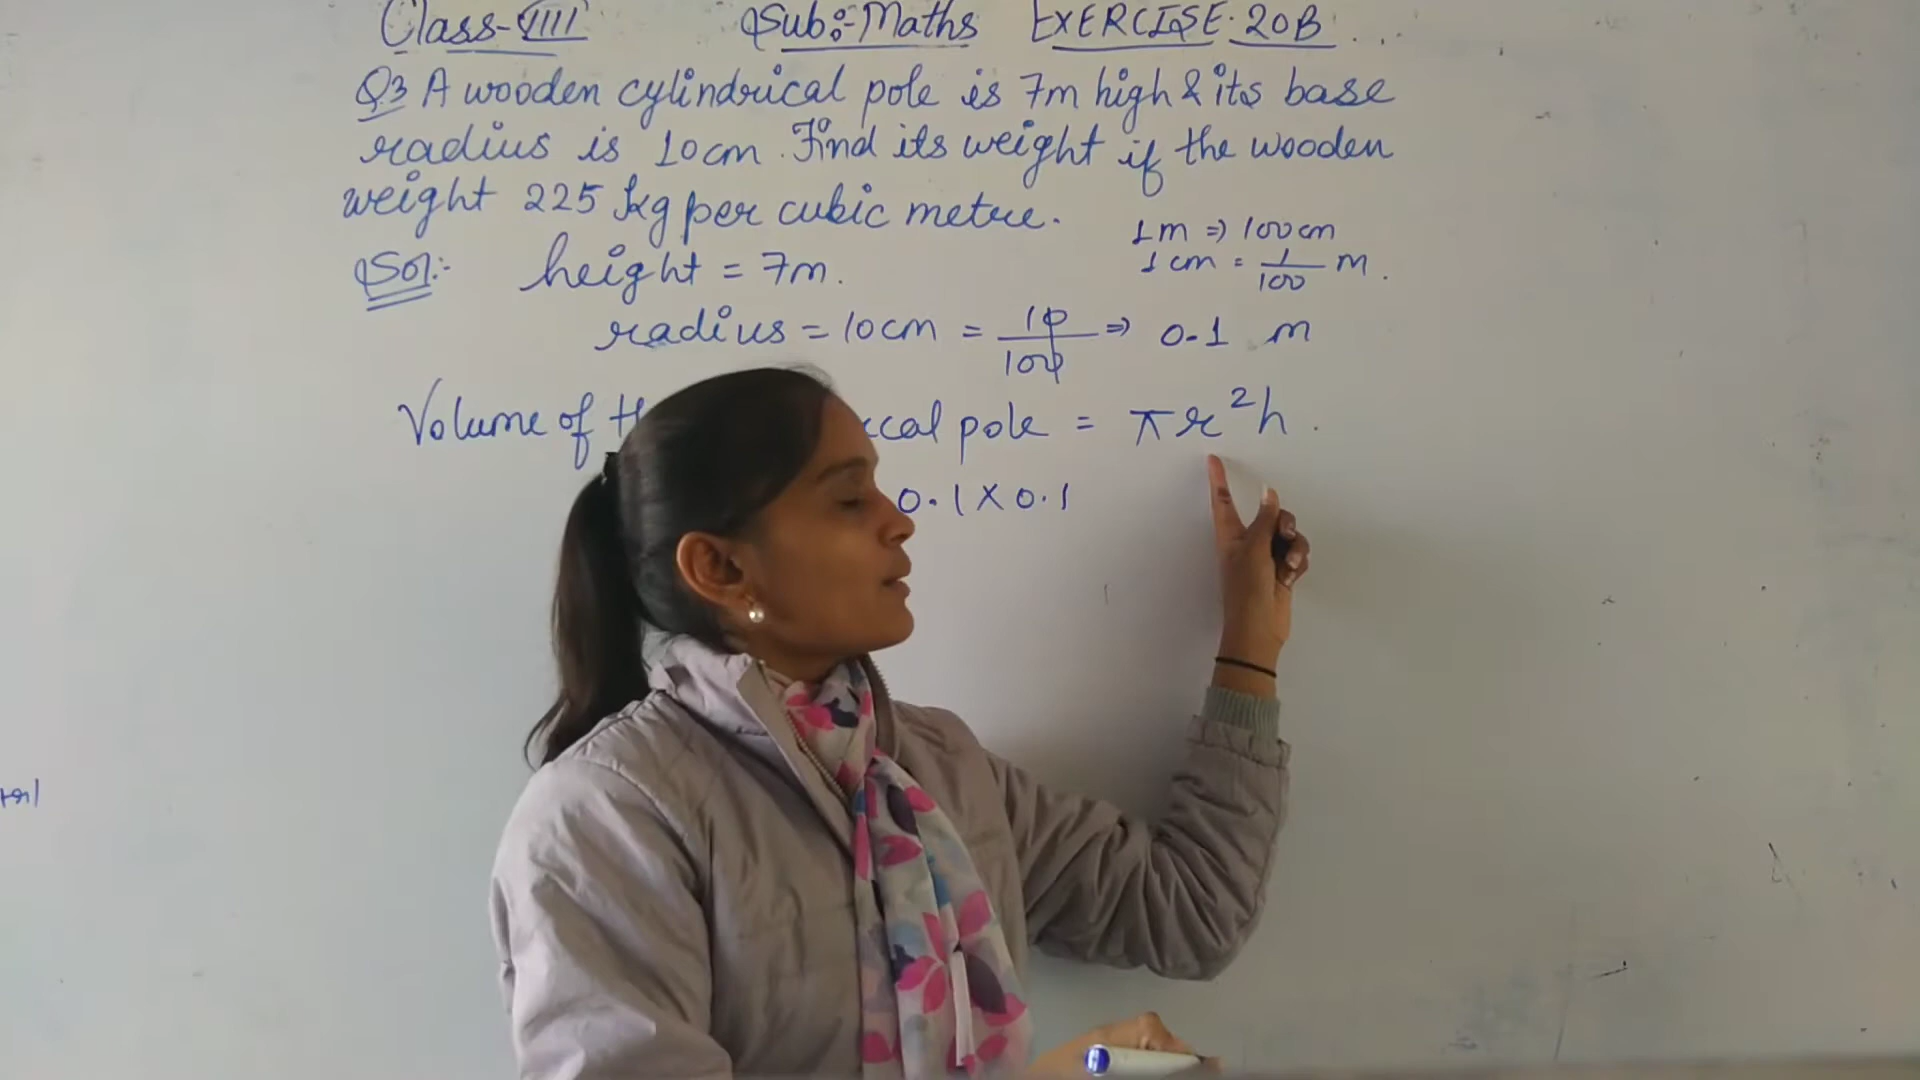 Class-VIII Sub:-Maths EXERCISE. 20B
Q3 A wooden cylindrical pole is 7m high & its base
radius is 10cm. Find its weight if the wooden
weight 225 kg per cubic metre.
1m ⇒ 100cm
1cm = 1/100 m.
Sol:- height = 7m.
radius = 10cm = 10/100 ⇒ 0.1 m
Volume of pole = πr²h.
0.1 × 0.1